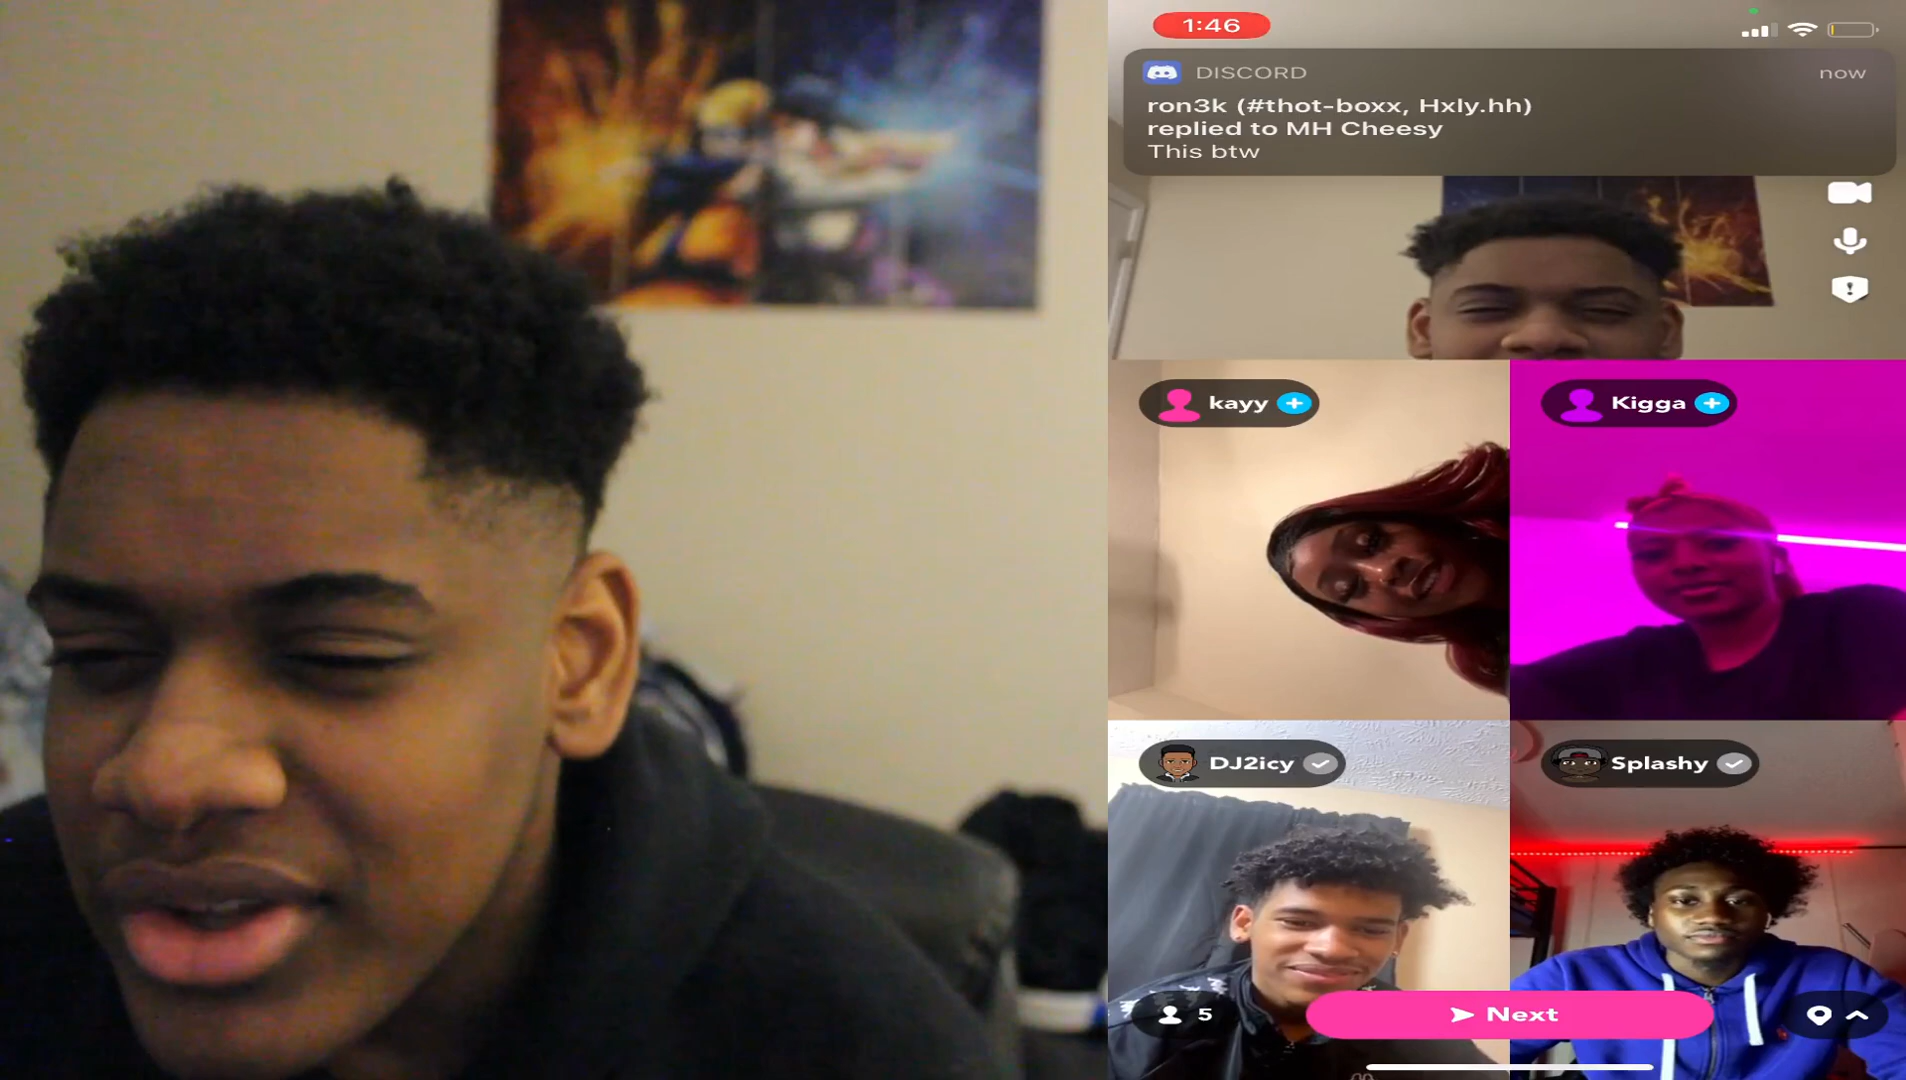 1:46
DISCORD
now
ron3k (#thot-boxx, Hxly.hh)
replied to MH Cheesy
This btw
kayy
Kigga
DJ2icy
Splashy
5
Next